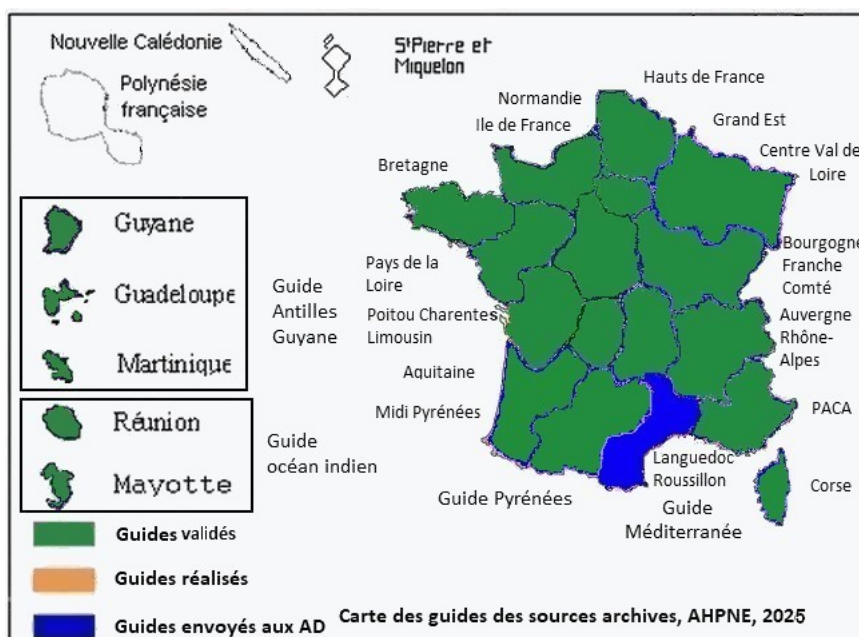 Nouvelle Calédonie
Polynésie
française
StPierre et
Miquelon
Hauts de France
Normandie
Ile de France
Grand Est
Centre Val de
Loire
Bretagne
Guyane
Guadeloupe
Martinique
Guide
Antilles
Guyane
Pays de la
Loire
Poitou Charentes
Limousin
Aquitaine
Midi Pyrénées
Bourgogne
Franche
Comté
Auvergne
Rhône-
Alpes
PACA
Réunion
Mayotte
Guide
océan indien
Languedoc
Roussillon
Guide Pyrénées
Guide
Méditerranée
Corse
Guides validés
Guides réalisés
Guides envoyés aux AD
Carte des guides des sources archives, AHPNE, 2025